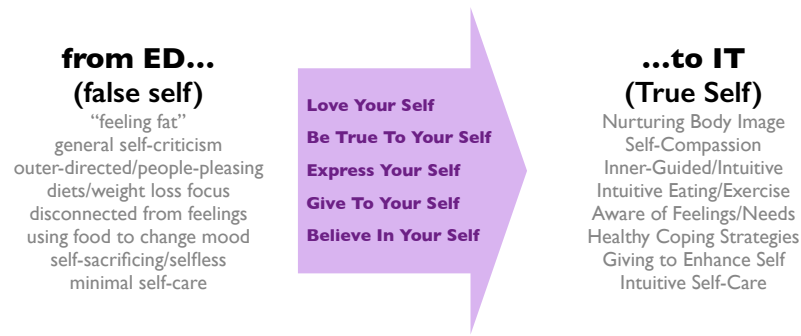 from ED...
(false self)
“feeling fat”
general self-criticism
outer-directed/people-pleasing
diets/weight loss focus
disconnected from feelings
using food to change mood
self-sacrificing/selfless
minimal self-care
Love Your Self
Be True To Your Self
Express Your Self
Give To Your Self
Believe In Your Self
...to IT
(True Self)
Nurturing Body Image
Self-Compassion
Inner-Guided/Intuitive
Intuitive Eating/Exercise
Aware of Feelings/Needs
Healthy Coping Strategies
Giving to Enhance Self
Intuitive Self-Care